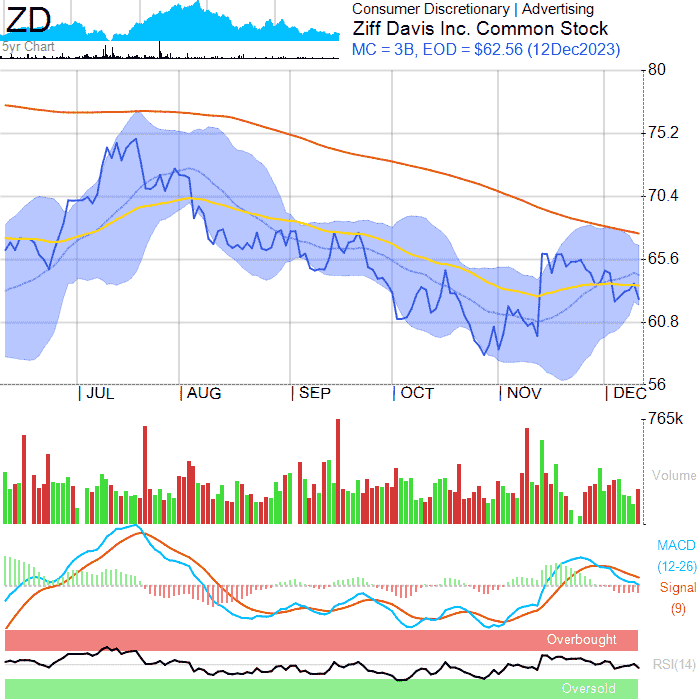 ZD
5yr Chart
Consumer Discretionary | Advertising
Ziff Davis Inc. Common Stock
MC = 3B, EOD = $62.56 (12Dec2023)
80
75.2
70.4
65.6
60.8
56
| JUL | AUG | SEP | OCT | NOV | DEC
765k
Volume
MACD
(12-26)
Signal
(9)
Overbought
RSI(14)
Oversold